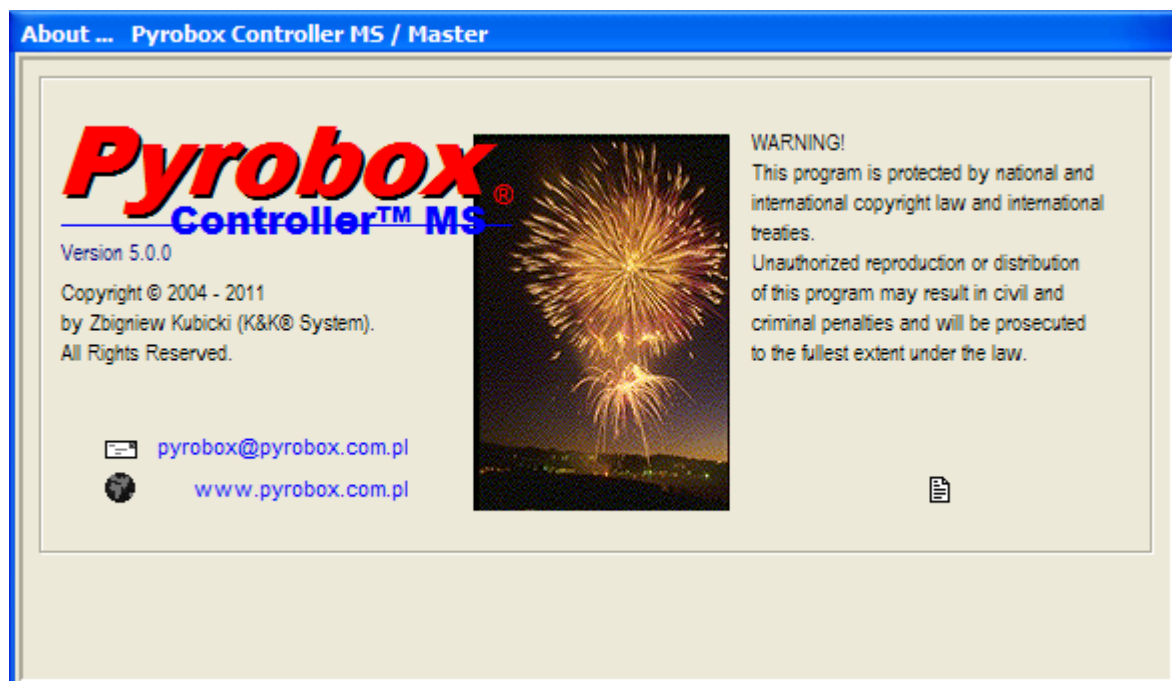 About ... Pyrobox Controller MS / Master
Pyrobox®
Controller™ MS
Version 5.0.0
Copyright © 2004 - 2011
by Zbigniew Kubicki (K&K® System).
All Rights Reserved.
pyrobox@pyrobox.com.pl
www.pyrobox.com.pl
WARNING!
This program is protected by national and
international copyright law and international
treaties.
Unauthorized reproduction or distribution
of this program may result in civil and
criminal penalties and will be prosecuted
to the fullest extent under the law.